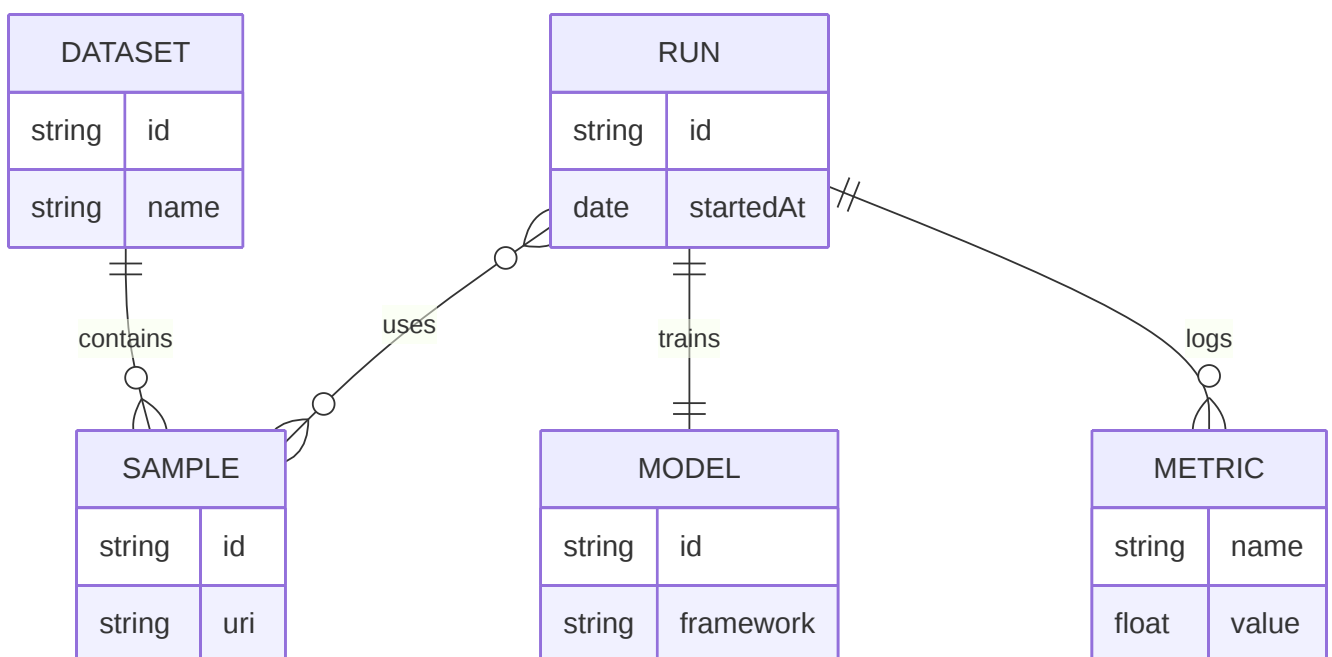 DATASET
string id
string name
RUN
string id
date startedAt
contains
uses
trains
logs
SAMPLE
string id
string uri
MODEL
string id
string framework
METRIC
string name
float value